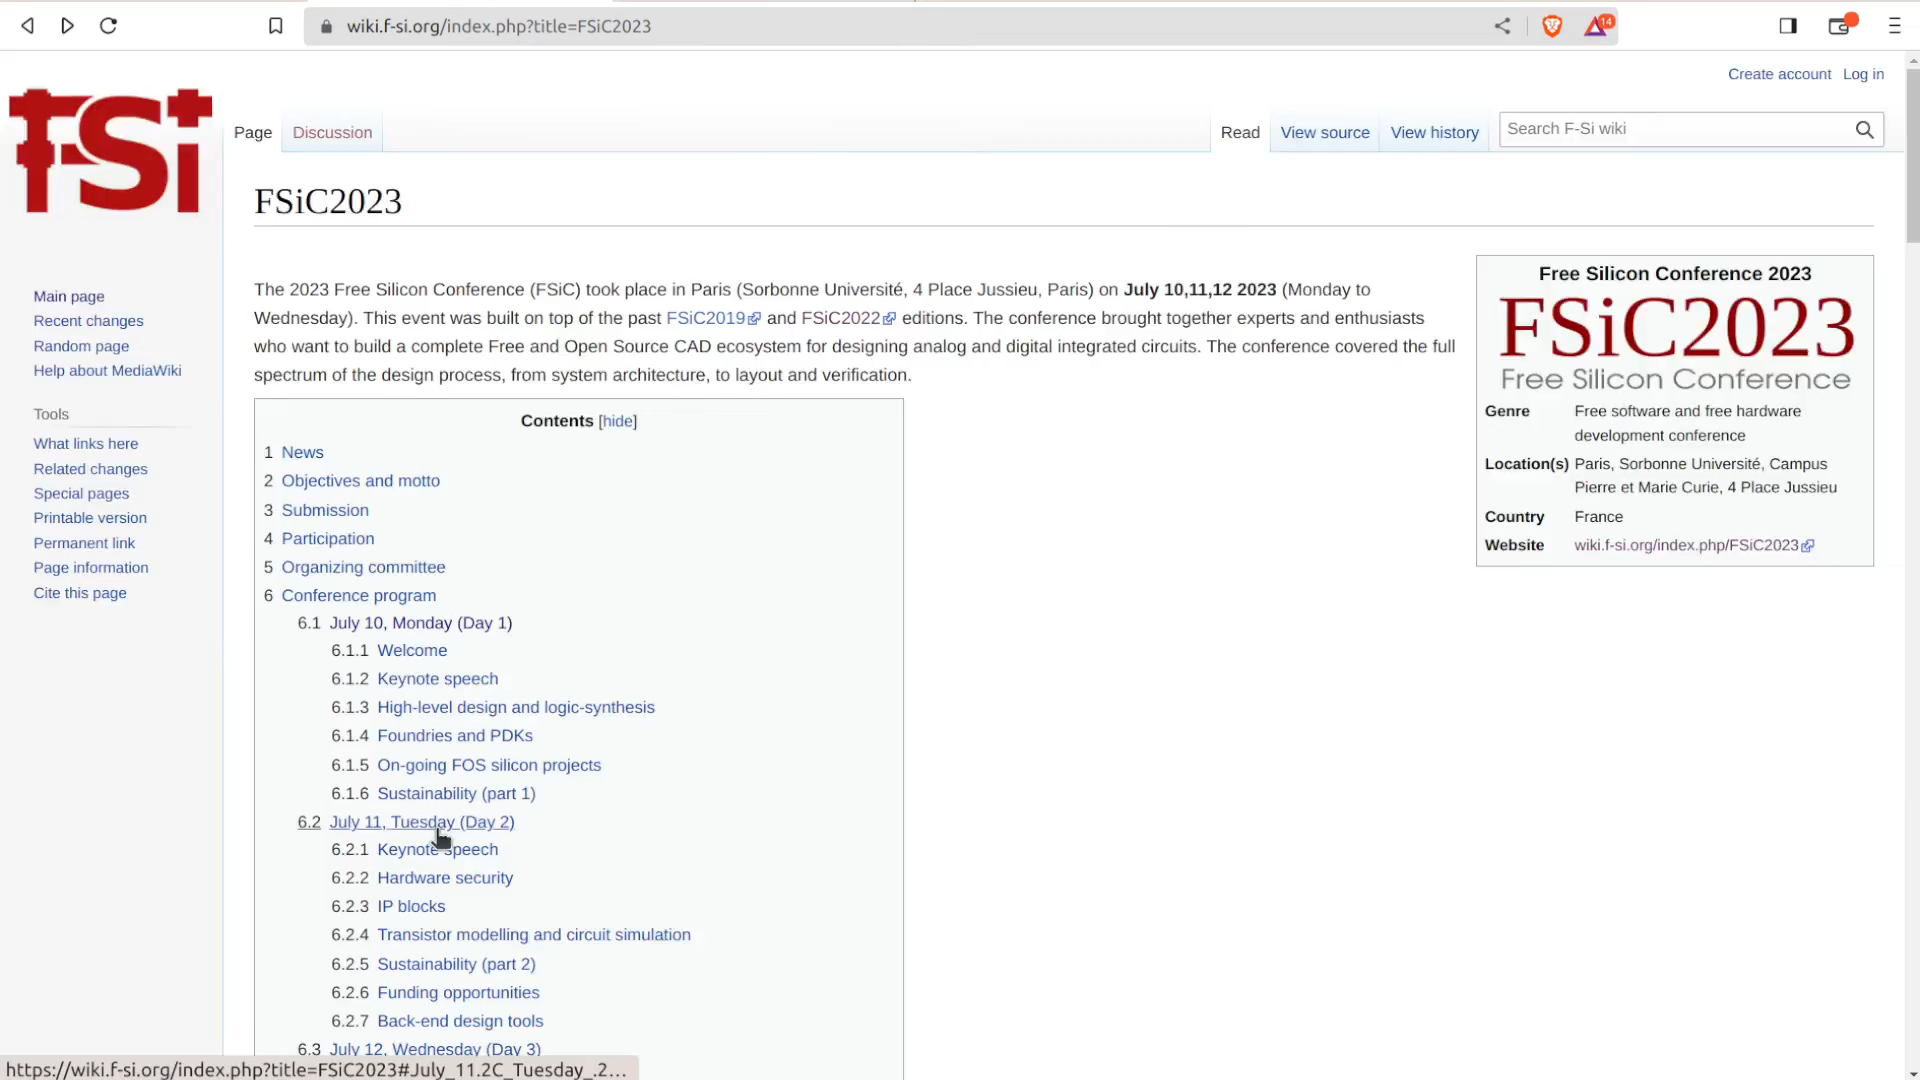 wiki.f-si.org/index.php?title=FSiC2023
14
Create account Log in
FSi
Page Discussion
Read View source View history
Search F-Si wiki
FSiC2023
Main page
Recent changes
Random page
Help about MediaWiki
Tools
What links here
Related changes
Special pages
Printable version
Permanent link
Page information
Cite this page
The 2023 Free Silicon Conference (FSiC) took place in Paris (Sorbonne Université, 4 Place Jussieu, Paris) on July 10,11,12 2023 (Monday to
Wednesday). This event was built on top of the past FSiC2019 and FSiC2022 editions. The conference brought together experts and enthusiasts
who want to build a complete Free and Open Source CAD ecosystem for designing analog and digital integrated circuits. The conference covered the full
spectrum of the design process, from system architecture, to layout and verification.
Free Silicon Conference 2023
FSiC2023
Free Silicon Conference
Genre Free software and free hardware
development conference
Location(s) Paris, Sorbonne Université, Campus
Pierre et Marie Curie, 4 Place Jussieu
Country France
Website wiki.f-si.org/index.php/FSiC2023
Contents [hide]
1 News
2 Objectives and motto
3 Submission
4 Participation
5 Organizing committee
6 Conference program
6.1 July 10, Monday (Day 1)
6.1.1 Welcome
6.1.2 Keynote speech
6.1.3 High-level design and logic-synthesis
6.1.4 Foundries and PDKs
6.1.5 On-going FOS silicon projects
6.1.6 Sustainability (part 1)
6.2 July 11, Tuesday (Day 2)
6.2.1 Keynote speech
6.2.2 Hardware security
6.2.3 IP blocks
6.2.4 Transistor modelling and circuit simulation
6.2.5 Sustainability (part 2)
6.2.6 Funding opportunities
6.2.7 Back-end design tools
6.3 July 12, Wednesday (Day 3)
https://wiki.f-si.org/index.php?title=FSiC2023#July_11.2C_Tuesday_.2...